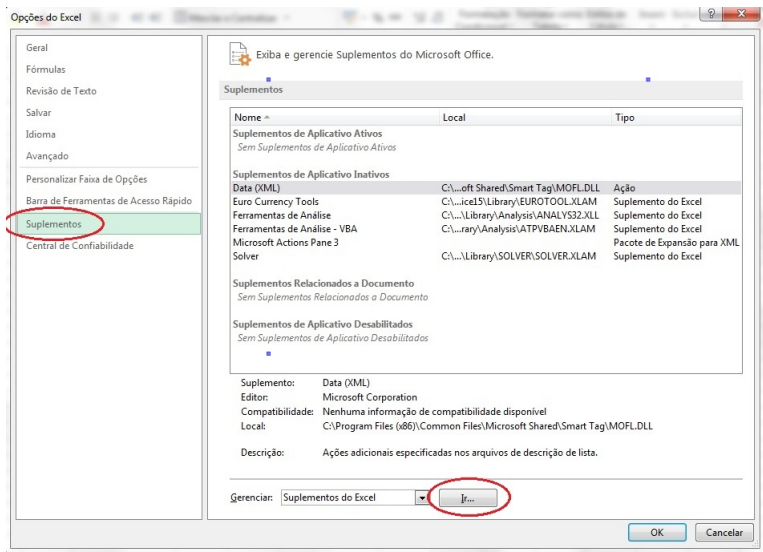 Opções do Excel
Geral
Fórmulas
Revisão de Texto
Salvar
Idioma
Avançado
Personalizar Faixa de Opções
Barra de Ferramentas de Acesso Rápido
Suplementos
Central de Confiabilidade
Exiba e gerencie Suplementos do Microsoft Office.
Suplementos
Nome Local Tipo
Suplementos de Aplicativo Ativos
Sem Suplementos de Aplicativo Ativos
Suplementos de Aplicativo Inativos
Data (XML) C:\...oft Shared\Smart Tag\MOFL.DLL Ação
Euro Currency Tools C:\...ice15\Library\EUROTOOL.XLAM Suplemento do Excel
Ferramentas de Análise C:\...\Library\Analysis\ANALYS32.XLL Suplemento do Excel
Ferramentas de Análise - VBA C:\...rary\Analysis\ATPVBAEN.XLAM Suplemento do Excel
Microsoft Actions Pane 3 Pacote de Expansão para XML
Solver C:\...\Library\SOLVER\SOLVER.XLAM Suplemento do Excel
Suplementos Relacionados a Documento
Sem Suplementos Relacionados a Documento
Suplementos de Aplicativo Desabilitados
Sem Suplementos de Aplicativo Desabilitados
Suplemento: Data (XML)
Editor: Microsoft Corporation
Compatibilidade: Nenhuma informação de compatibilidade disponível
Local: C:\Program Files (x86)\Common Files\Microsoft Shared\Smart Tag\MOFL.DLL
Descrição: Ações adicionais especificadas nos arquivos de descrição de lista.
Gerenciar: Suplementos do Excel Ir...
OK Cancelar